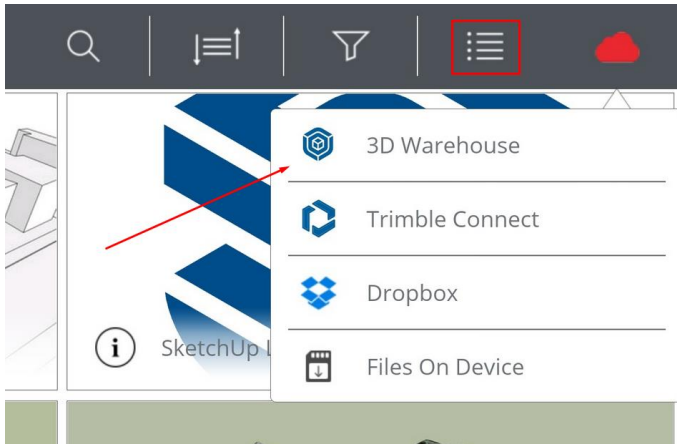 3D Warehouse
Trimble Connect
Dropbox
SketchUp L
Files On Device